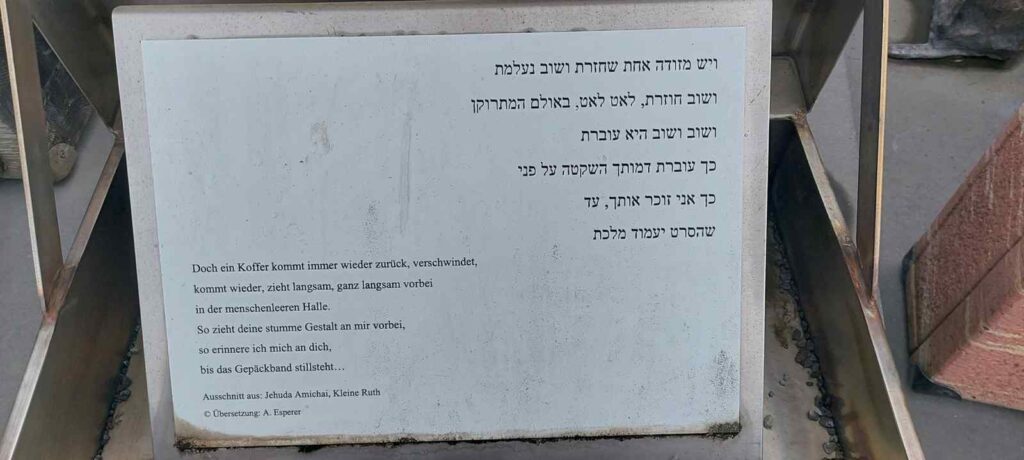 ויש מזודה אחת שחזרת ושוב נעלמת
ושוב חוזרת, לאט לאט, באולם המתרוקן
ושוב ושוב היא עוברת
כך עוברת דמותך השקטה על פני
כך אני זוכר אותך, עד
שהסרט יעמוד מלכת
Doch ein Koffer kommt immer wieder zurück, verschwindet,
kommt wieder, zieht langsam, ganz langsam vorbei
in der menschenleeren Halle.
So zieht deine stumme Gestalt an mir vorbei,
so erinnere ich mich an dich,
bis das Gepäckband stillsteht…
Ausschnitt aus: Jehuda Amichai, Kleine Ruth
© Übersetzung: A. Esperer